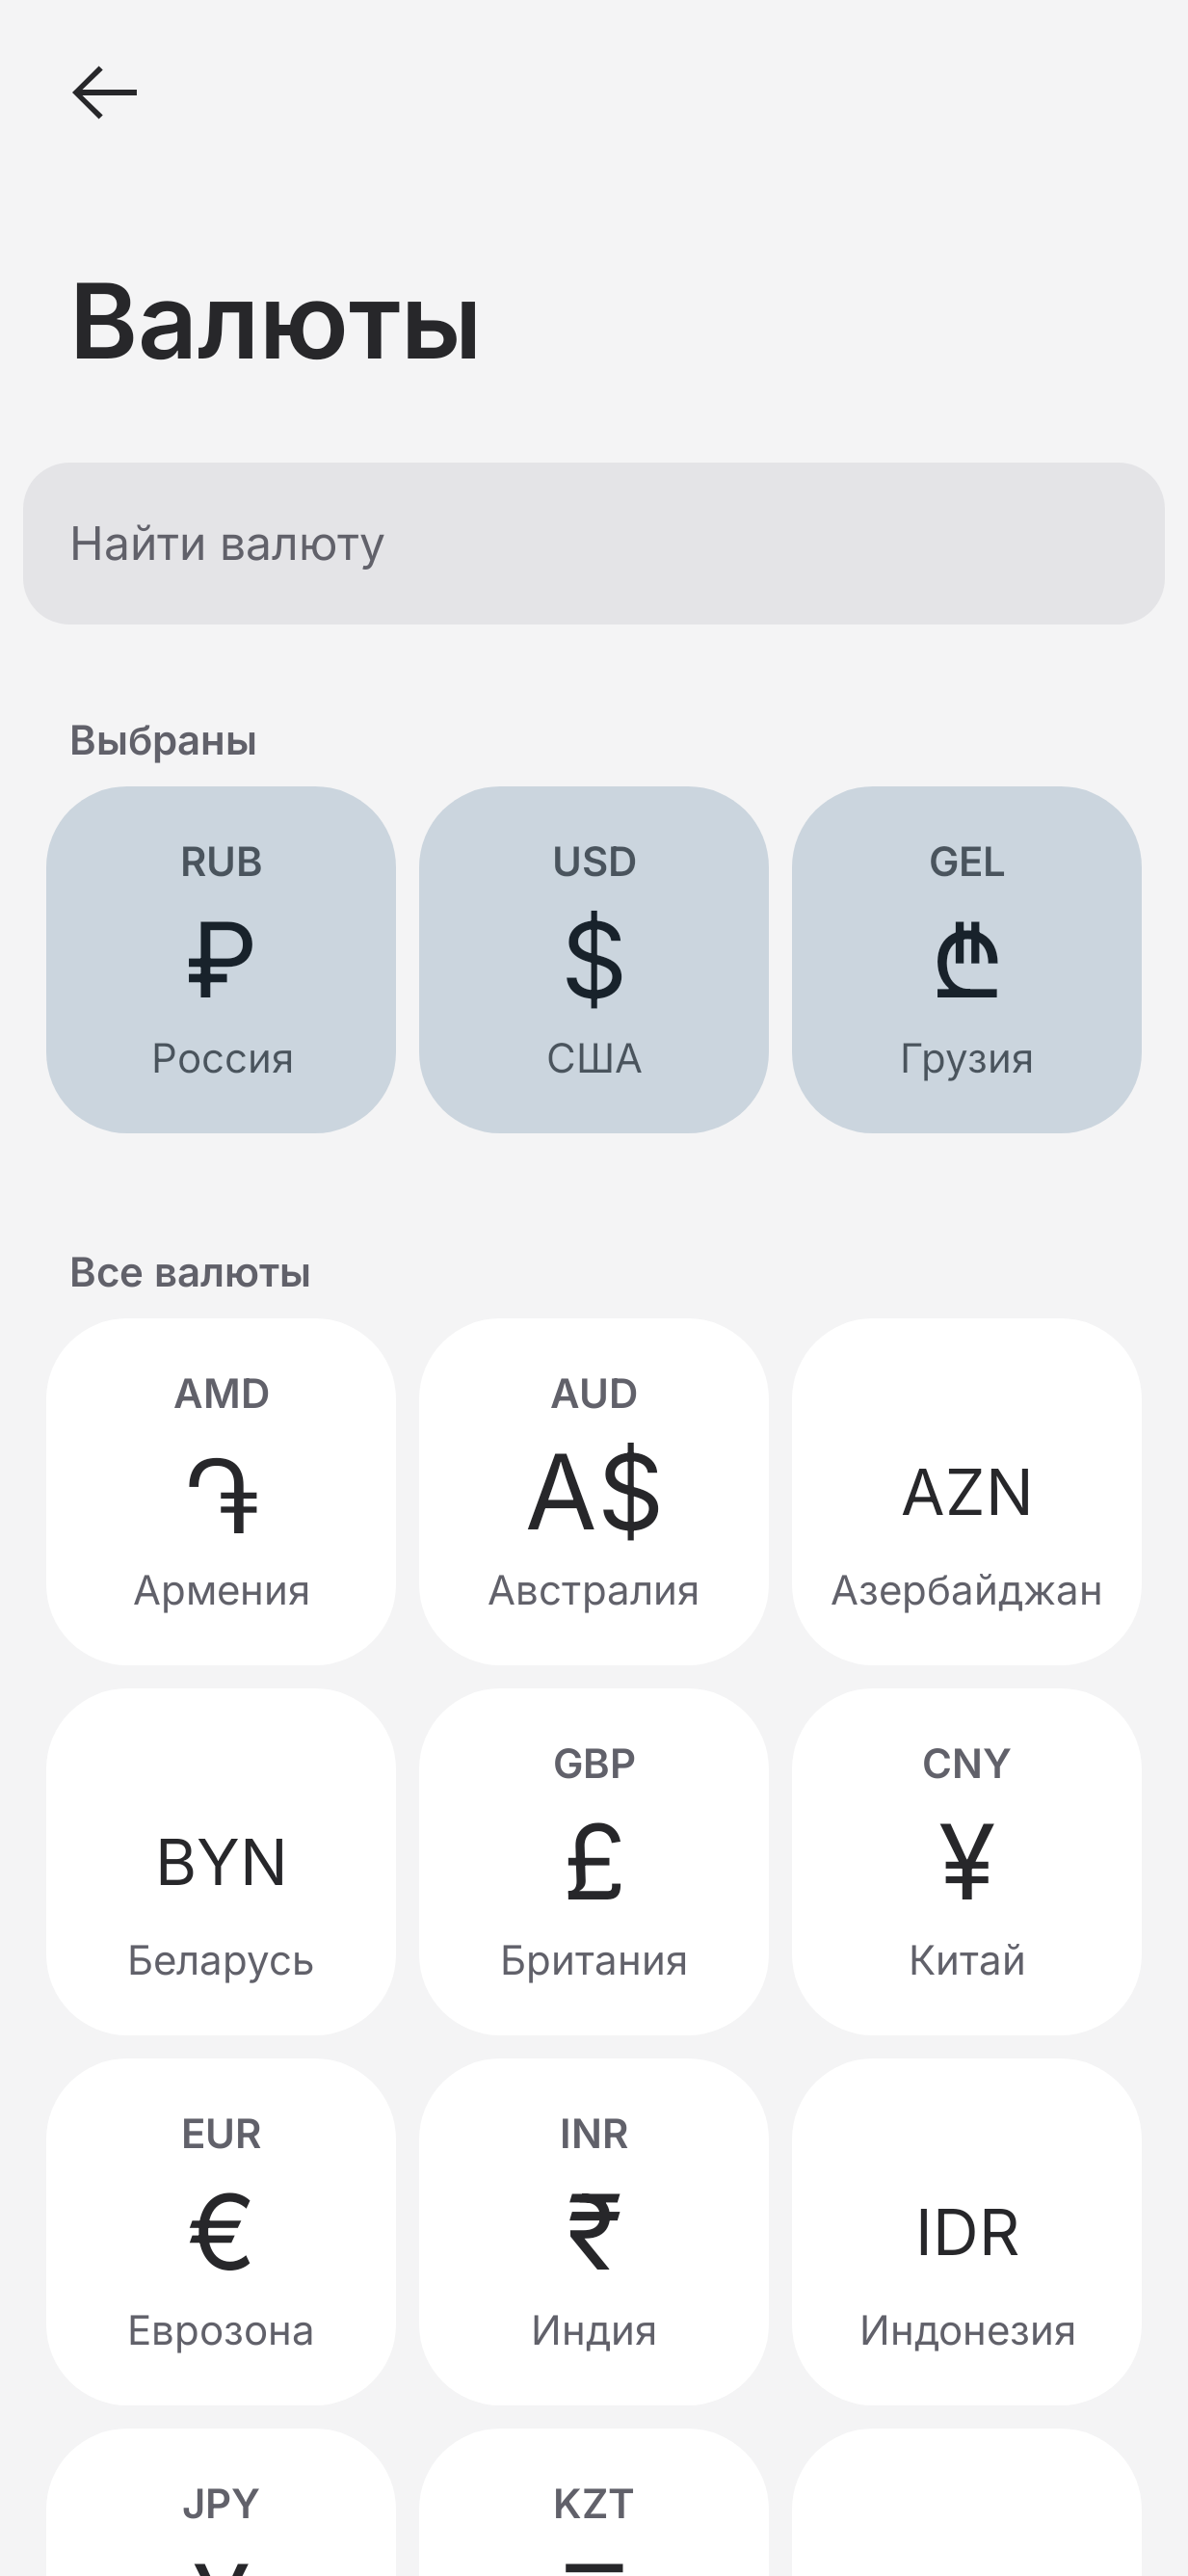 Валюты
Найти валюту
Выбраны
RUB USD GEL
₽ $ ₾
Россия США Грузия
Все валюты
AMD AUD
֏ A$ AZN
Армения Австралия Азербайджан
GBP CNY
BYN £ ¥
Беларусь Британия Китай
EUR INR
€ ₹ IDR
Еврозона Индия Индонезия
JPY KZT